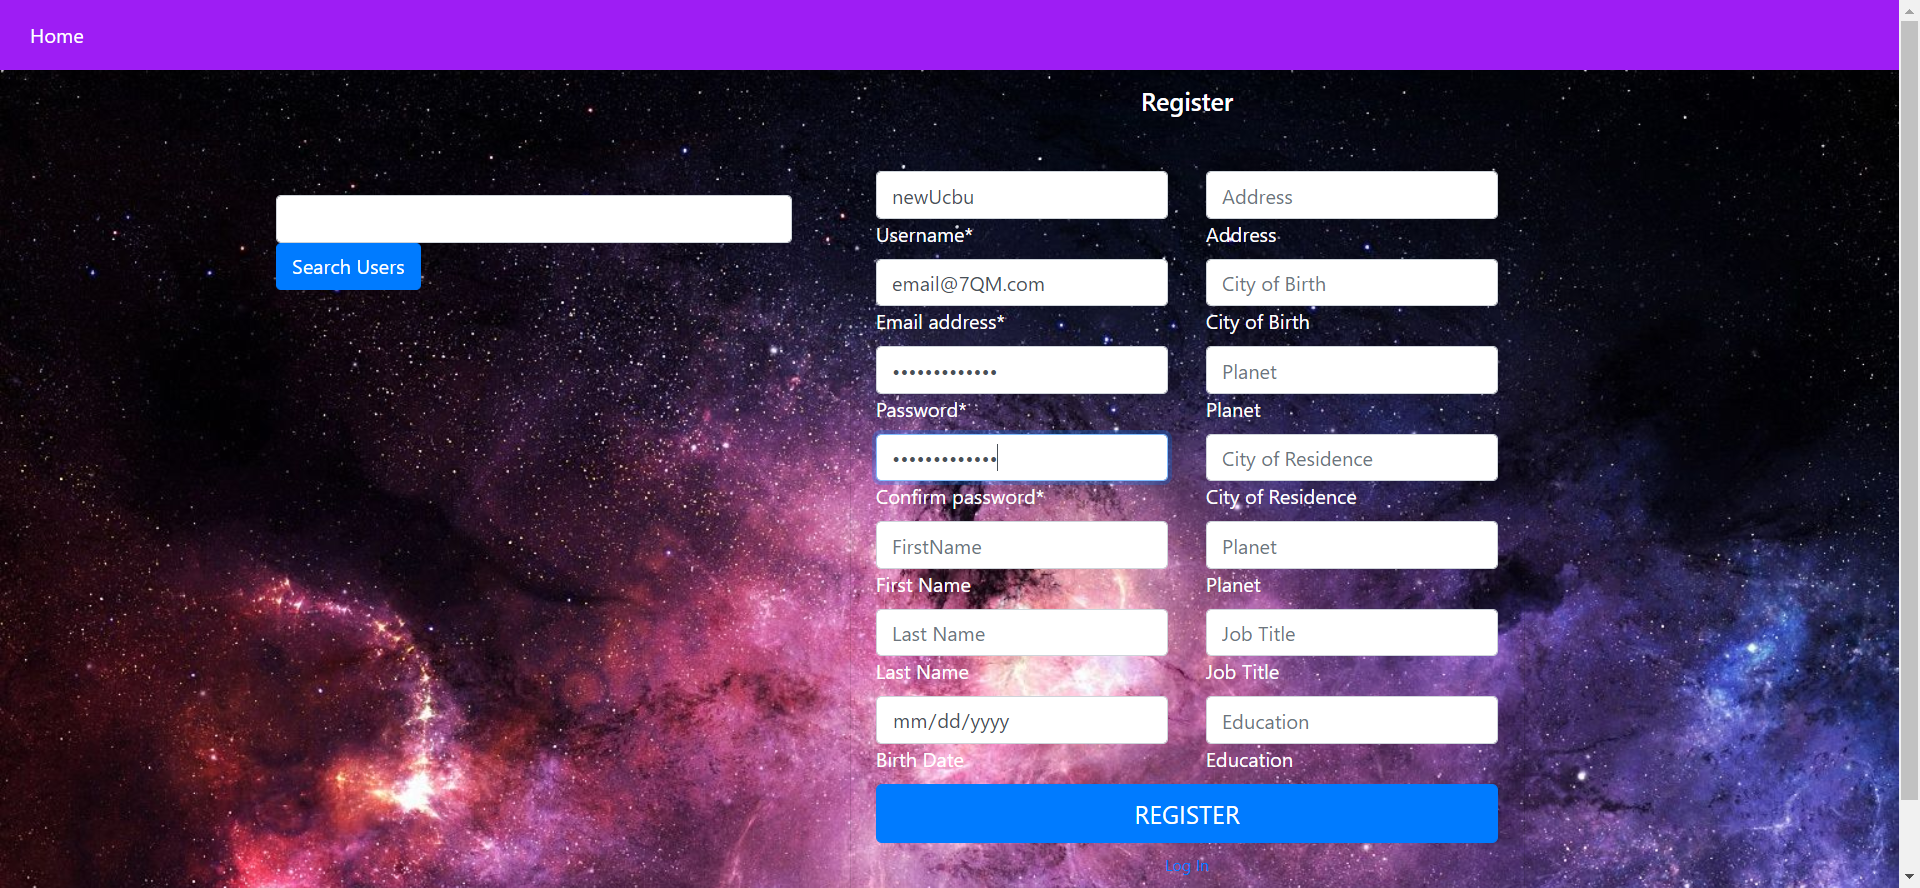 Home
Search Users
Register
newUcbu
Username*
email@7QM.com
Email address*
•••••••••••••
Password*
•••••••••••••
Confirm password*
FirstName
First Name
Last Name
Last Name
mm/dd/yyyy
Birth Date
Address
Address
City of Birth
City of Birth
Planet
Planet
City of Residence
City of Residence
Planet
Planet
Job Title
Job Title
Education
Education
REGISTER
Log In